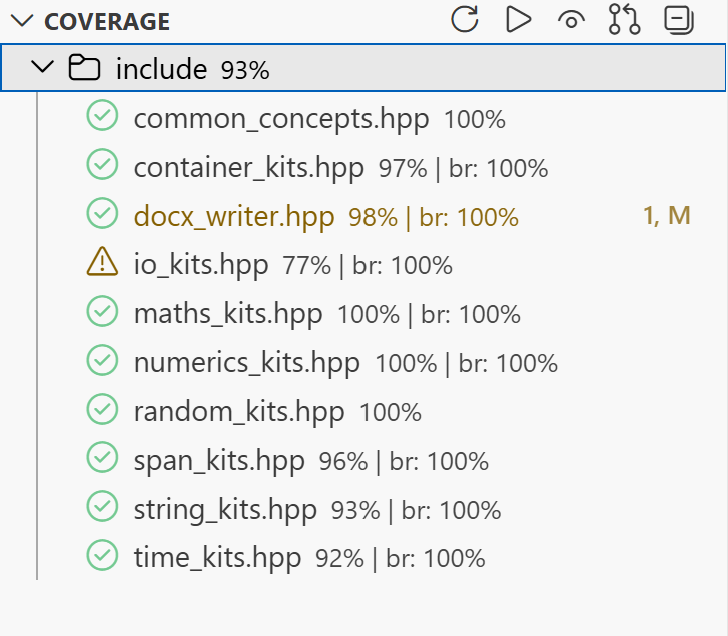 COVERAGE
include 93%
common_concepts.hpp 100%
container_kits.hpp 97% | br: 100%
docx_writer.hpp 98% | br: 100% 1, M
io_kits.hpp 77% | br: 100%
maths_kits.hpp 100% | br: 100%
numerics_kits.hpp 100% | br: 100%
random_kits.hpp 100%
span_kits.hpp 96% | br: 100%
string_kits.hpp 93% | br: 100%
time_kits.hpp 92% | br: 100%